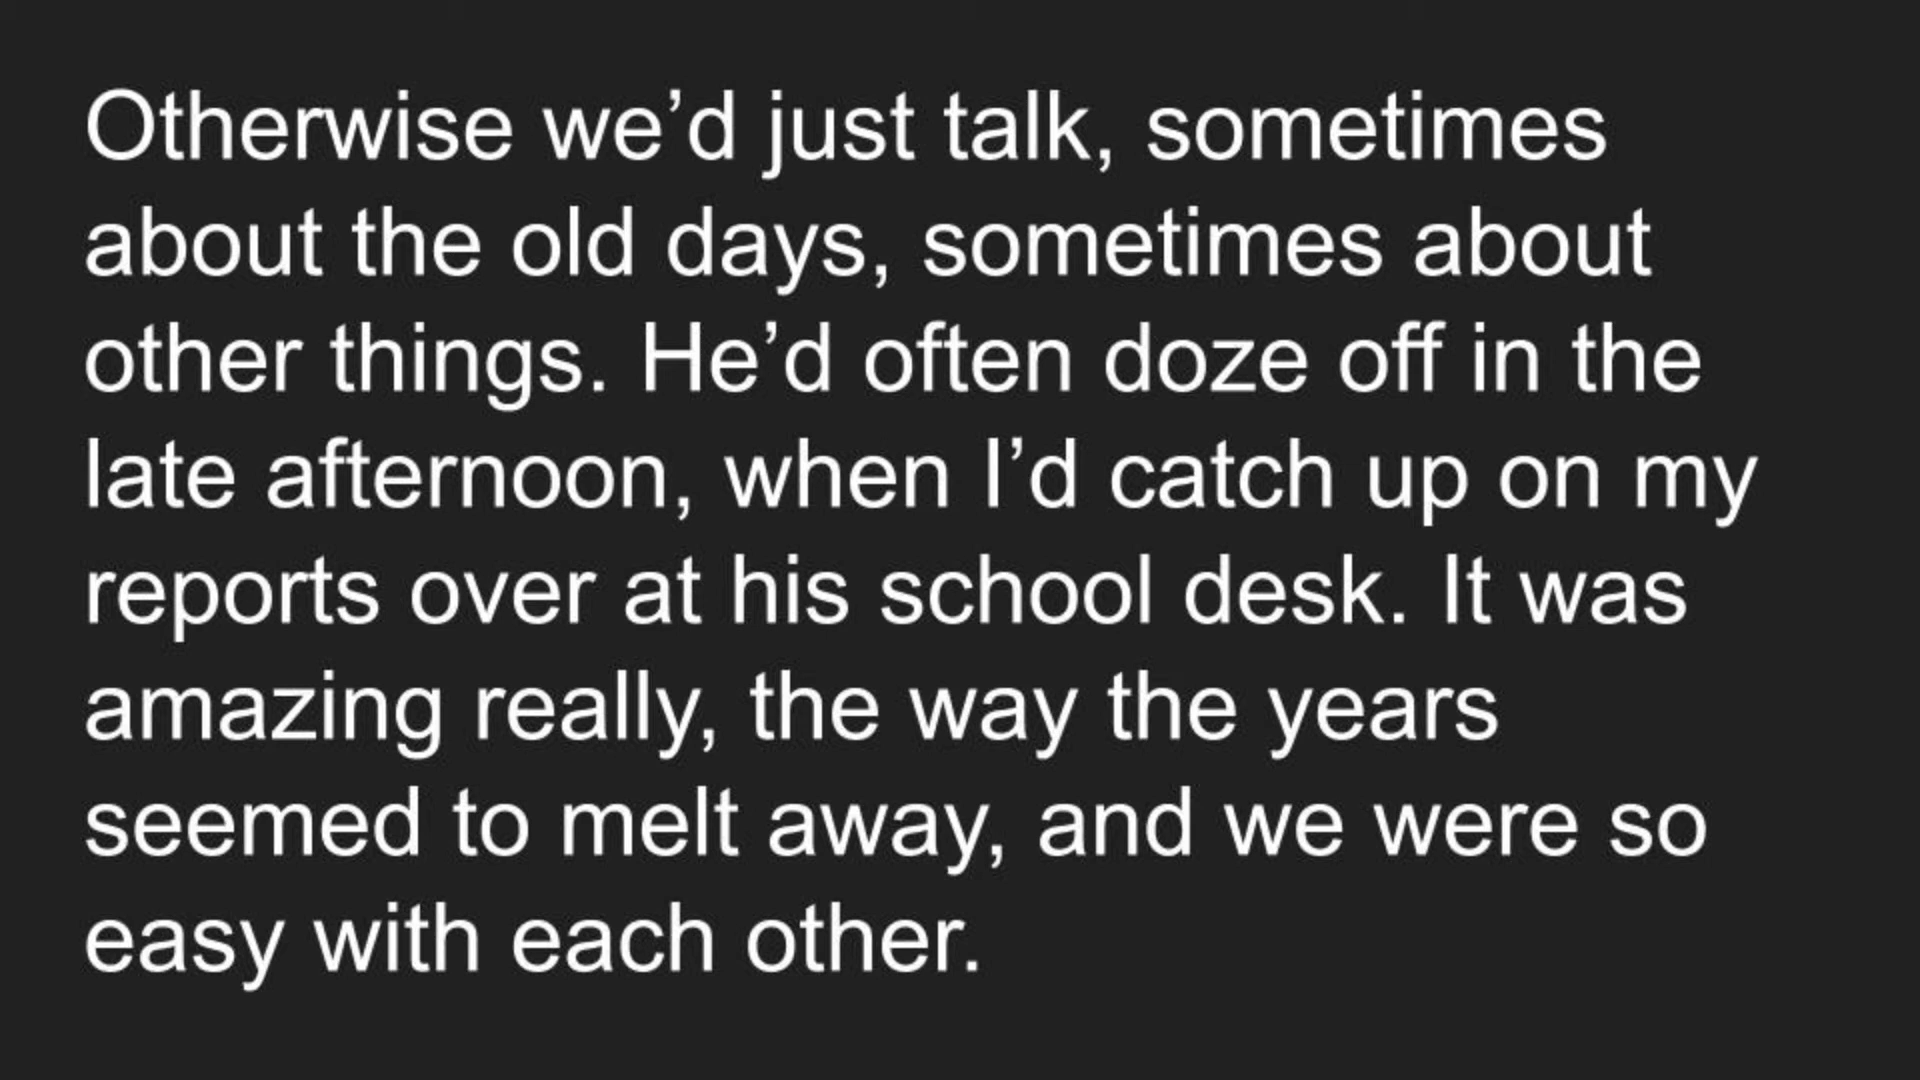 Otherwise we’d just talk, sometimes
about the old days, sometimes about
other things. He’d often doze off in the
late afternoon, when I’d catch up on my
reports over at his school desk. It was
amazing really, the way the years
seemed to melt away, and we were so
easy with each other.